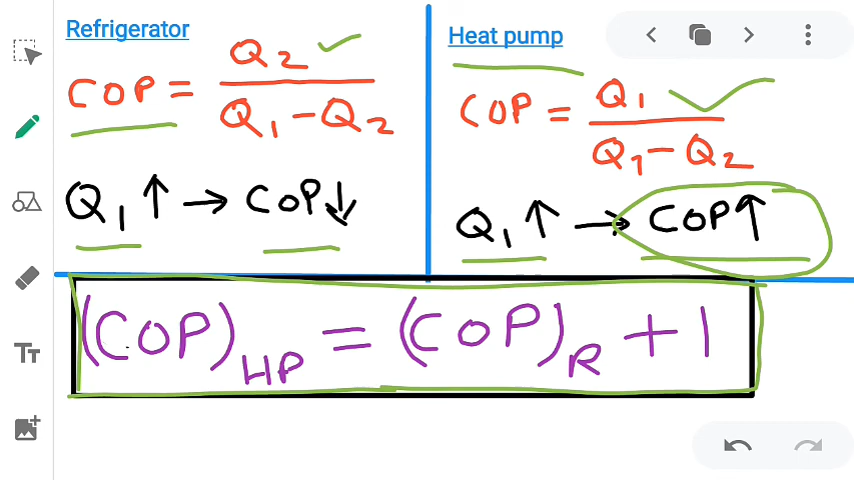 Refrigerator
COP = Q₂ / Q₁ − Q₂
Q₁ ↑ → COP ↓
Heat pump
COP = Q₁ / Q₁ − Q₂
Q₁ ↑ → COP ↑
(COP)HP = (COP)R + 1
Tт